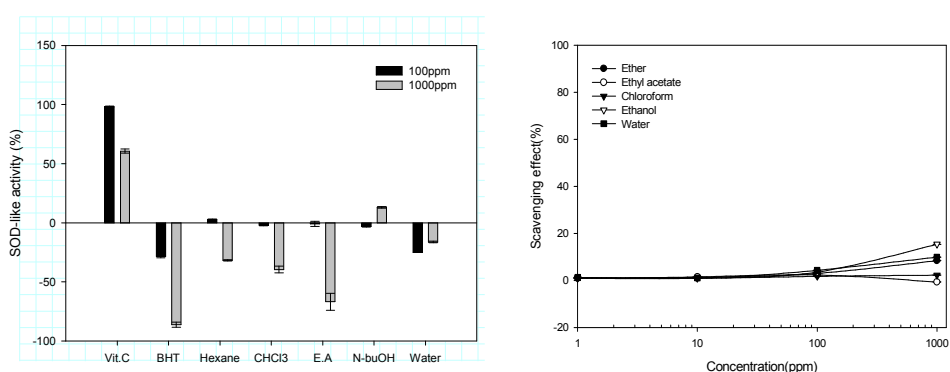 150
100
50
0
-50
-100
SOD-like activity (%)
100ppm
1000ppm
Vit.C BHT Hexane CHCl3 E.A N-buOH Water
100
80
60
40
20
0
-20
Scavenging effect(%)
Ether
Ethyl acetate
Chloroform
Ethanol
Water
1 10 100 1000
Concentration(ppm)